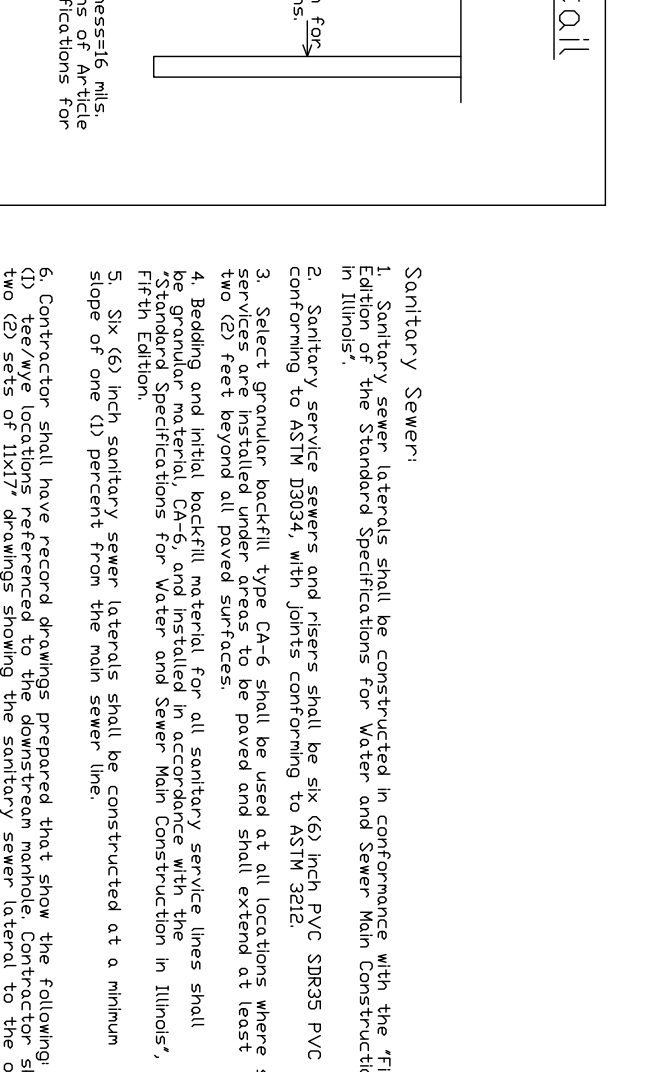 tail
for
ns.
ness=16 mils.
ns of Article
fications for
Sanitary Sewer:
1. Sanitary sewer laterals shall be constructed in conformance with the "Fi
Edition of the Standard Specifications for Water and Sewer Main Constructio
in Illinois".
2. Sanitary service sewers and risers shall be six (6) inch PVC SDR35 PVC
conforming to ASTM D3034, with joints conforming to ASTM 3212.
3. Select granular backfill type CA-6 shall be used at all locations where s
services are installed under areas to be paved and shall extend at least
two (2) feet beyond all paved surfaces.
4. Bedding and initial backfill material for all sanitary service lines shall
be granular material, CA-6, and installed in accordance with the
"Standard Specifications for Water and Sewer Main Construction in Illinois",
Fifth Edition.
5. Six (6) inch sanitary sewer laterals shall be constructed at a minimum
slope of one (1) percent from the main sewer line.
6. Contractor shall have record drawings prepared that show the following:
(1) tee/wye locations referenced to the downstream manhole. Contractor sh
two (2) sets of 11x17" drawings showing the sanitary sewer lateral to the o